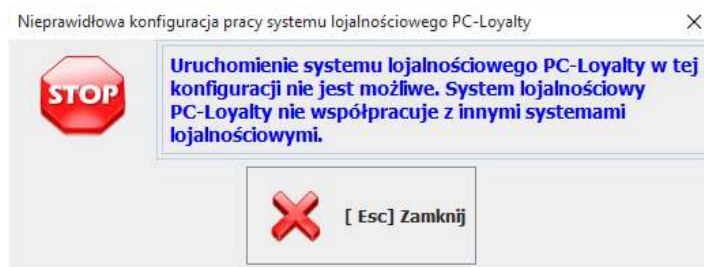 Nieprawidłowa konfiguracja pracy systemu lojalnościowego PC-Loyalty
STOP
Uruchomienie systemu lojalnościowego PC-Loyalty w tej
konfiguracji nie jest możliwe. System lojalnościowy
PC-Loyalty nie współpracuje z innymi systemami
lojalnościowymi.
[ Esc] Zamknij